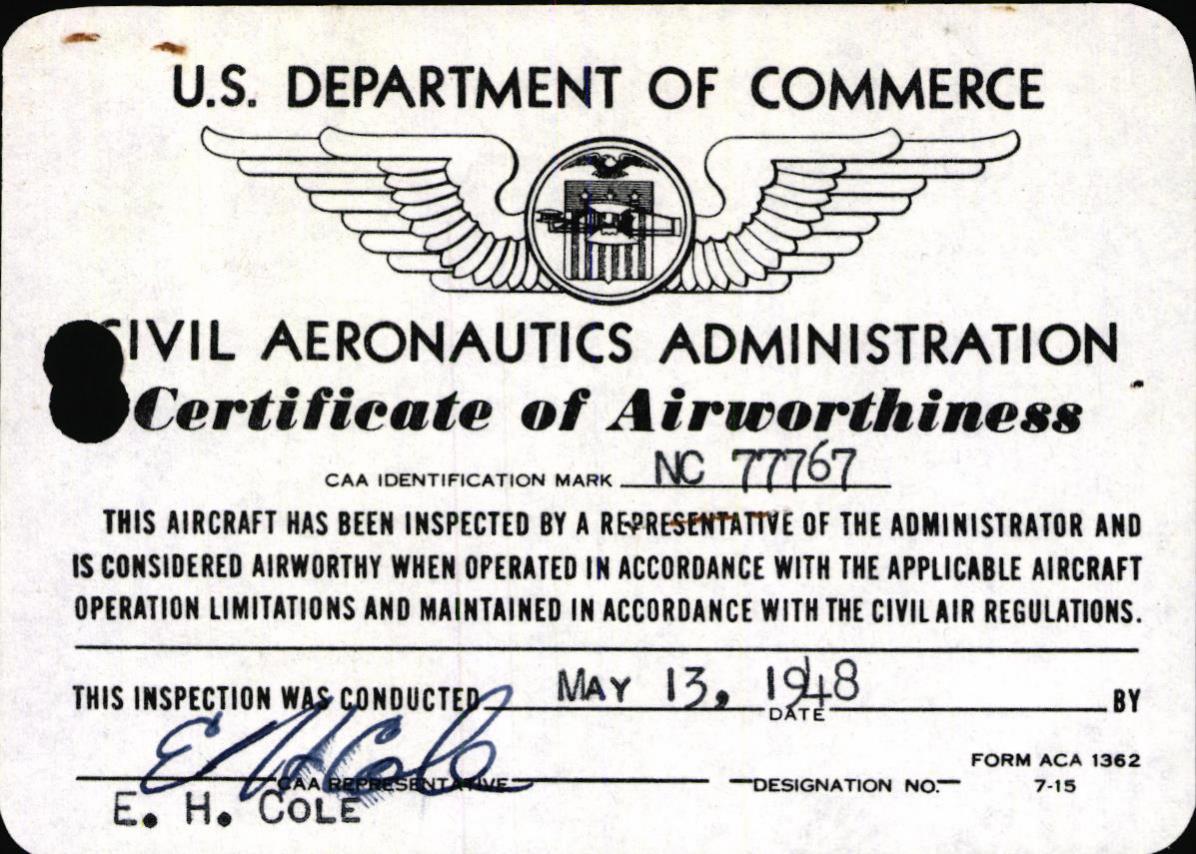 U.S. DEPARTMENT OF COMMERCE
CIVIL AERONAUTICS ADMINISTRATION
Certificate of Airworthiness
CAA IDENTIFICATION MARK NC 77767
THIS AIRCRAFT HAS BEEN INSPECTED BY A REPRESENTATIVE OF THE ADMINISTRATOR AND
IS CONSIDERED AIRWORTHY WHEN OPERATED IN ACCORDANCE WITH THE APPLICABLE AIRCRAFT
OPERATION LIMITATIONS AND MAINTAINED IN ACCORDANCE WITH THE CIVIL AIR REGULATIONS.
THIS INSPECTION WAS CONDUCTED MAY 13, 1948 BY
DATE
E H Cole
FORM ACA 1362
CAA REPRESENTATIVE DESIGNATION NO. 7-15
E. H. COLE